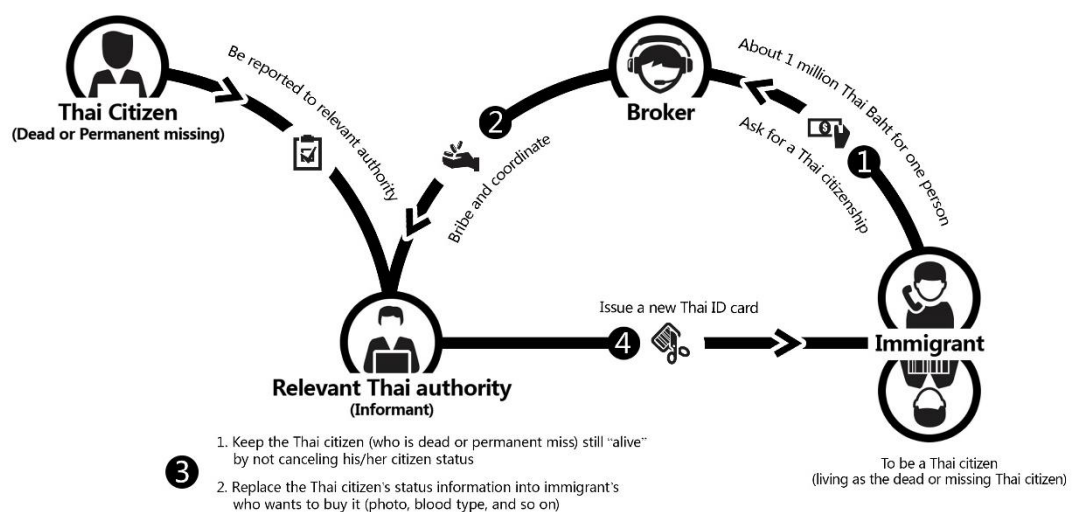 Thai Citizen
(Dead or Permanent missing)
Be reported to relevant authority
2
Bribe and coordinate
Broker
About 1 million Thai Baht for one person
Ask for a Thai citizenship
1
Issue a new Thai ID card
4
Immigrant
Relevant Thai authority
(Informant)
3
1. Keep the Thai citizen (who is dead or permanent miss) still “alive”
by not canceling his/her citizen status
2. Replace the Thai citizen’s status information into immigrant’s
who wants to buy it (photo, blood type, and so on)
To be a Thai citizen
(living as the dead or missing Thai citizen)